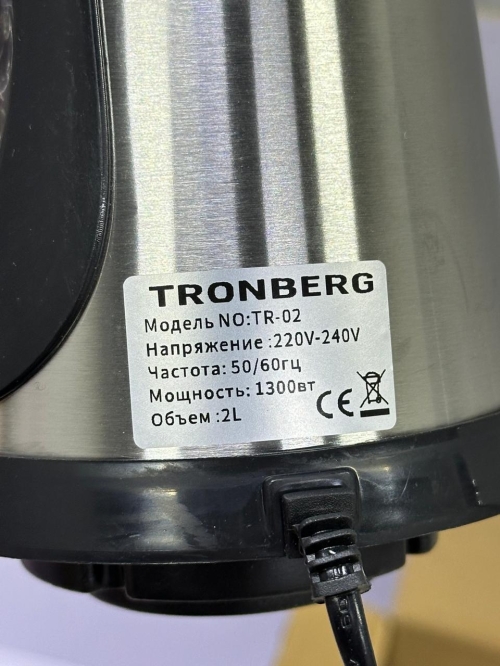 TRONBERG
Модель NO:TR-02
Напряжение :220V-240V
Частота: 50/60гц
Мощность: 1300вт
Объем :2L
CE